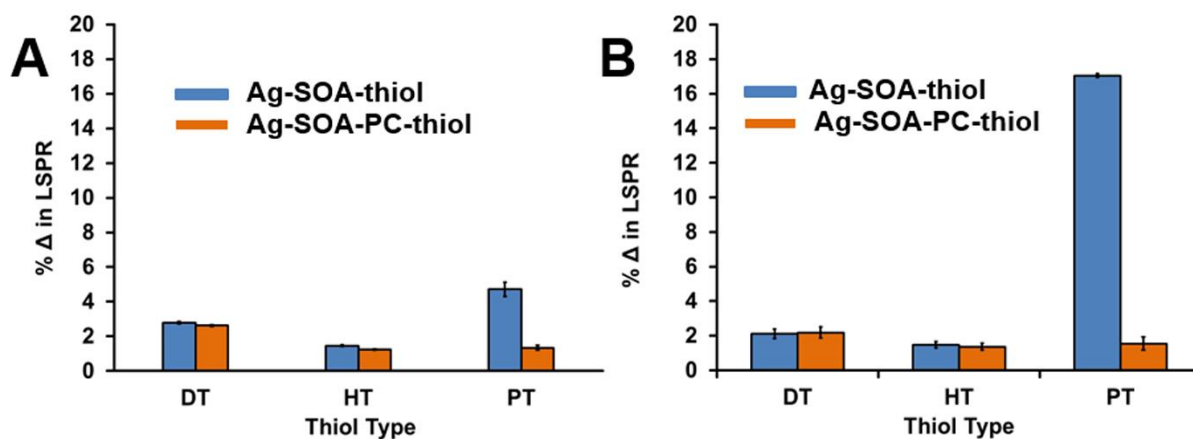 A
20
18
16
14
12
10
8
6
4
2
0
% Δ in LSPR
Ag-SOA-thiol
Ag-SOA-PC-thiol
DT HT PT
Thiol Type
B
20
18
16
14
12
10
8
6
4
2
0
% Δ in LSPR
Ag-SOA-thiol
Ag-SOA-PC-thiol
DT HT PT
Thiol Type